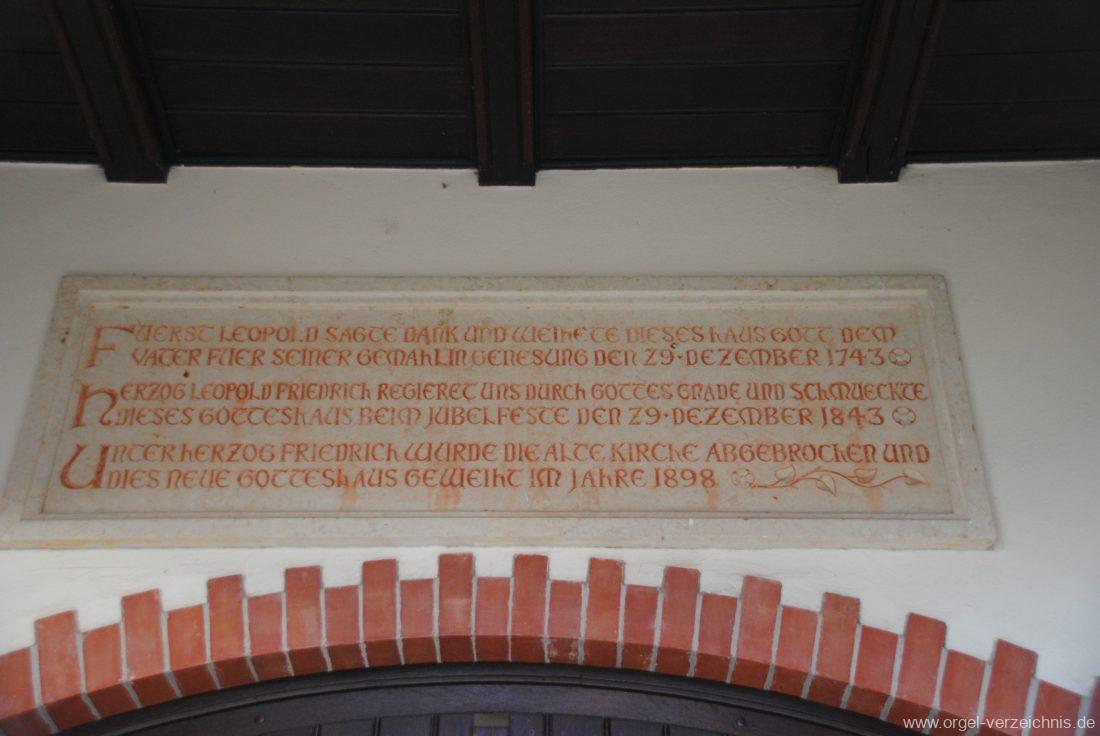 FUERST LEOPOLD SAGTE DANK UND WEIHETE DIESES HAUS GOTT DEM
VATER FUER SEINER GEMAHLIN GENESUNG DEN 29·DEZEMBER 1743
HERZOG LEOPOLD FRIEDRICH REGIERET UNS DURCH GOTTES GNADE UND SCHMUECKTE
DIESES GOTTESHAUS BEIM JUBELFESTE DEN 29·DEZEMBER 1843
UNTER HERZOG FRIEDRICH WURDE DIE ALTE KIRCHE ABGEBROCHEN UND
DIES NEUE GOTTESHAUS GEWEIHT IM JAHRE 1898.
www.orgel-verzeichnis.de